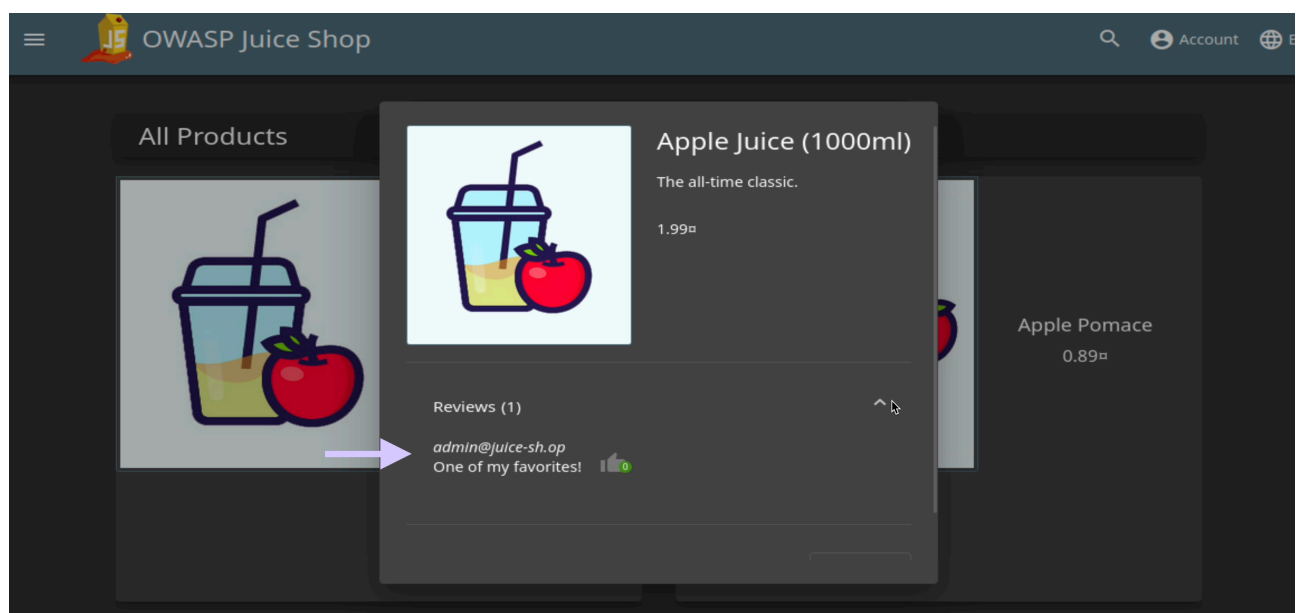 OWASP Juice Shop
Account
All Products
Apple Juice (1000ml)
The all-time classic.
1.99¤
Apple Pomace
0.89¤
Reviews (1)
admin@juice-sh.op
One of my favorites!
0